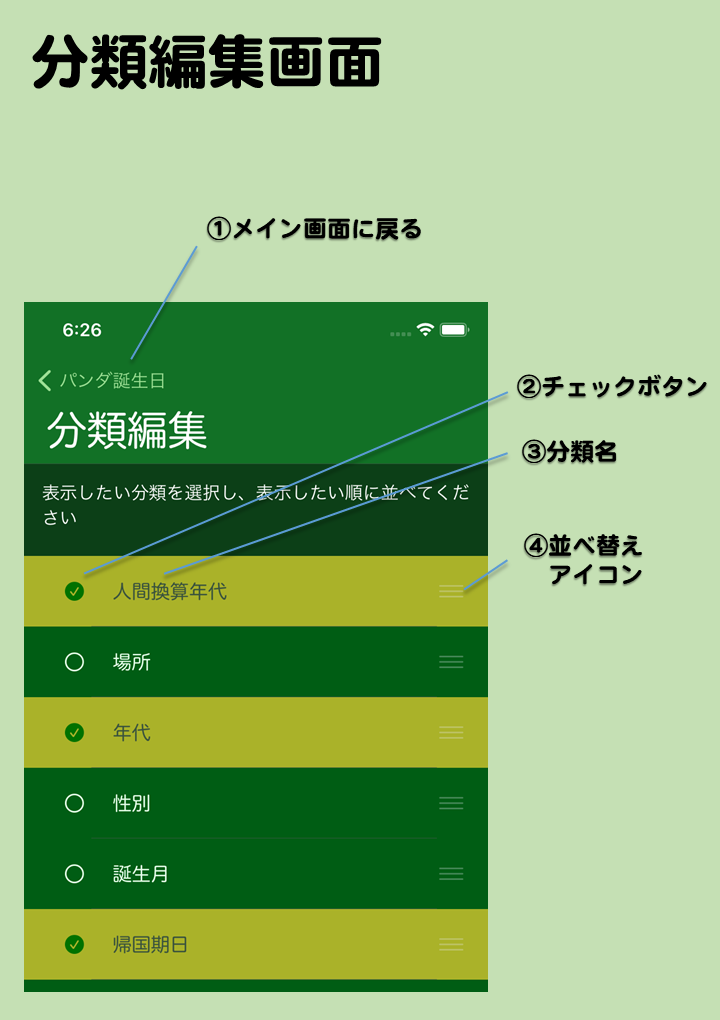 分類編集画面
①メイン画面に戻る
6:26
パンダ誕生日
②チェックボタン
分類編集
③分類名
表示したい分類を選択し、表示したい順に並べてくだ
さい
④並べ替え
アイコン
人間換算年代
場所
年代
性別
誕生月
帰国期日